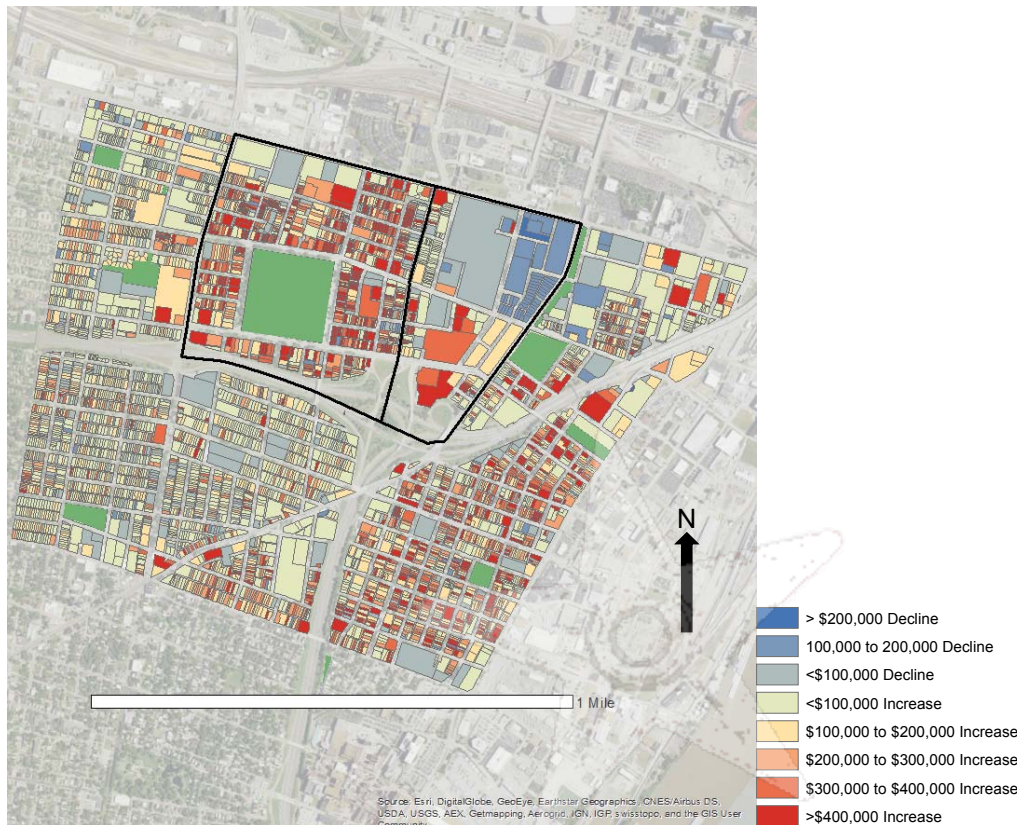 N
1 Mile
> $200,000 Decline
100,000 to 200,000 Decline
<$100,000 Decline
<$100,000 Increase
$100,000 to $200,000 Increase
$200,000 to $300,000 Increase
$300,000 to $400,000 Increase
>$400,000 Increase
Source: Esri, DigitalGlobe, GeoEye, Earthstar Geographics, CNES/Airbus DS,
USDA, USGS, AEX, Getmapping, Aerogrid, IGN, IGP, swisstopo, and the GIS User
Community